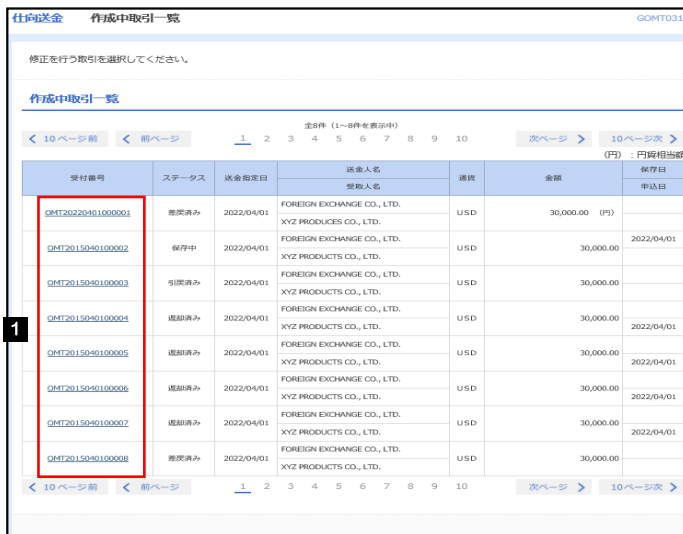 仕向送金 作成中取引一覧 GOMT031
修正を行う取引を選択してください。
作成中取引一覧
全8件（1～8件を表示中）
10ページ前 前ページ 1 2 3 4 5 6 7 8 9 10 次ページ 10ページ次
(円)：円貨相当額
受付番号 ステータス 送金指定日 送金人名 通貨 金額 保存日
受取人名 申込日
OMT20220401000001 差戻済み 2022/04/01 FOREIGN EXCHANGE CO., LTD. USD 30,000.00 (円)
XYZ PRODUCES CO., LTD.
OMT2015040100002 保存中 2022/04/01 FOREIGN EXCHANGE CO., LTD. USD 30,000.00 2022/04/01
XYZ PRODUCTS CO., LTD.
OMT2015040100003 引戻済み 2022/04/01 FOREIGN EXCHANGE CO., LTD. USD 30,000.00
XYZ PRODUCTS CO., LTD.
OMT2015040100004 返却済み 2022/04/01 FOREIGN EXCHANGE CO., LTD. USD 30,000.00
XYZ PRODUCTS CO., LTD. 2022/04/01
1
OMT2015040100005 返却済み 2022/04/01 FOREIGN EXCHANGE CO., LTD. USD 30,000.00
XYZ PRODUCTS CO., LTD. 2022/04/01
OMT2015040100006 返却済み 2022/04/01 FOREIGN EXCHANGE CO., LTD. USD 30,000.00
XYZ PRODUCTS CO., LTD. 2022/04/01
OMT2015040100007 返却済み 2022/04/01 FOREIGN EXCHANGE CO., LTD. USD 30,000.00
XYZ PRODUCTS CO., LTD. 2022/04/01
OMT2015040100008 差戻済み 2022/04/01 FOREIGN EXCHANGE CO., LTD. USD 30,000.00
XYZ PRODUCTS CO., LTD.
10ページ前 前ページ 1 2 3 4 5 6 7 8 9 10 次ページ 10ページ次